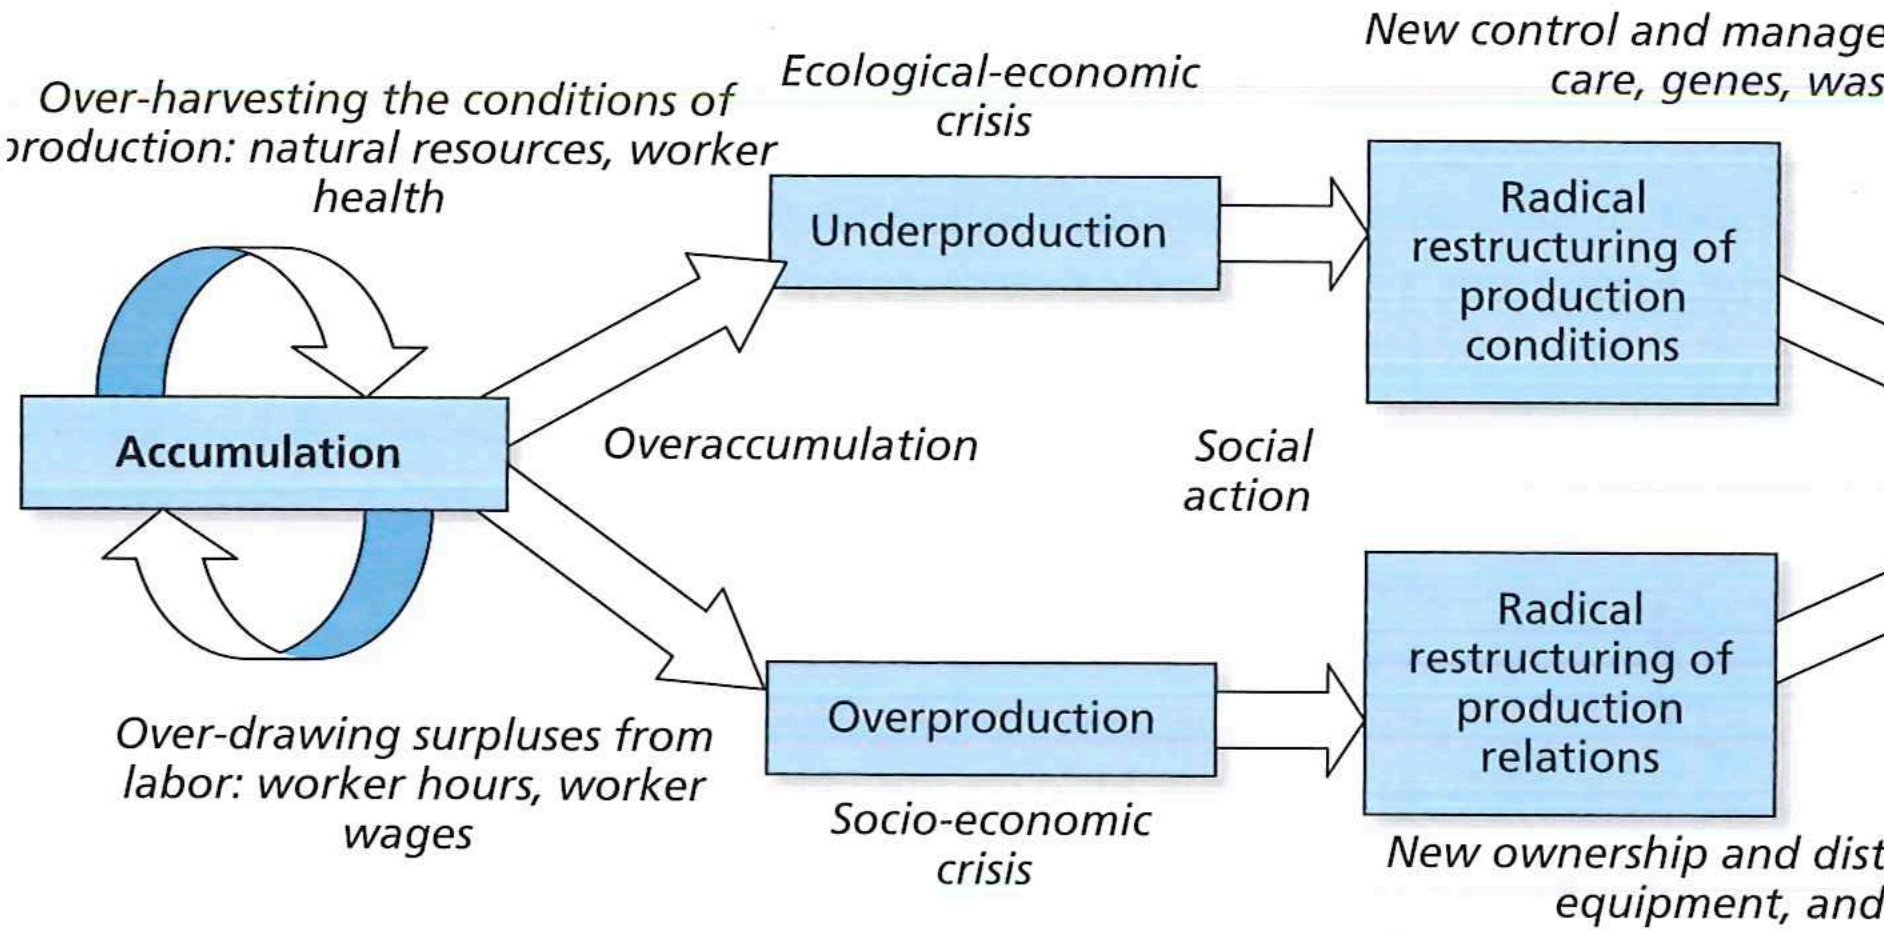 Over-harvesting the conditions of
production: natural resources, worker
health
Ecological-economic
crisis
New control and manage
care, genes, was
Underproduction
Radical
restructuring of
production
conditions
Accumulation
Overaccumulation
Social
action
Over-drawing surpluses from
labor: worker hours, worker
wages
Overproduction
Socio-economic
crisis
Radical
restructuring of
production
relations
New ownership and dist
equipment, and